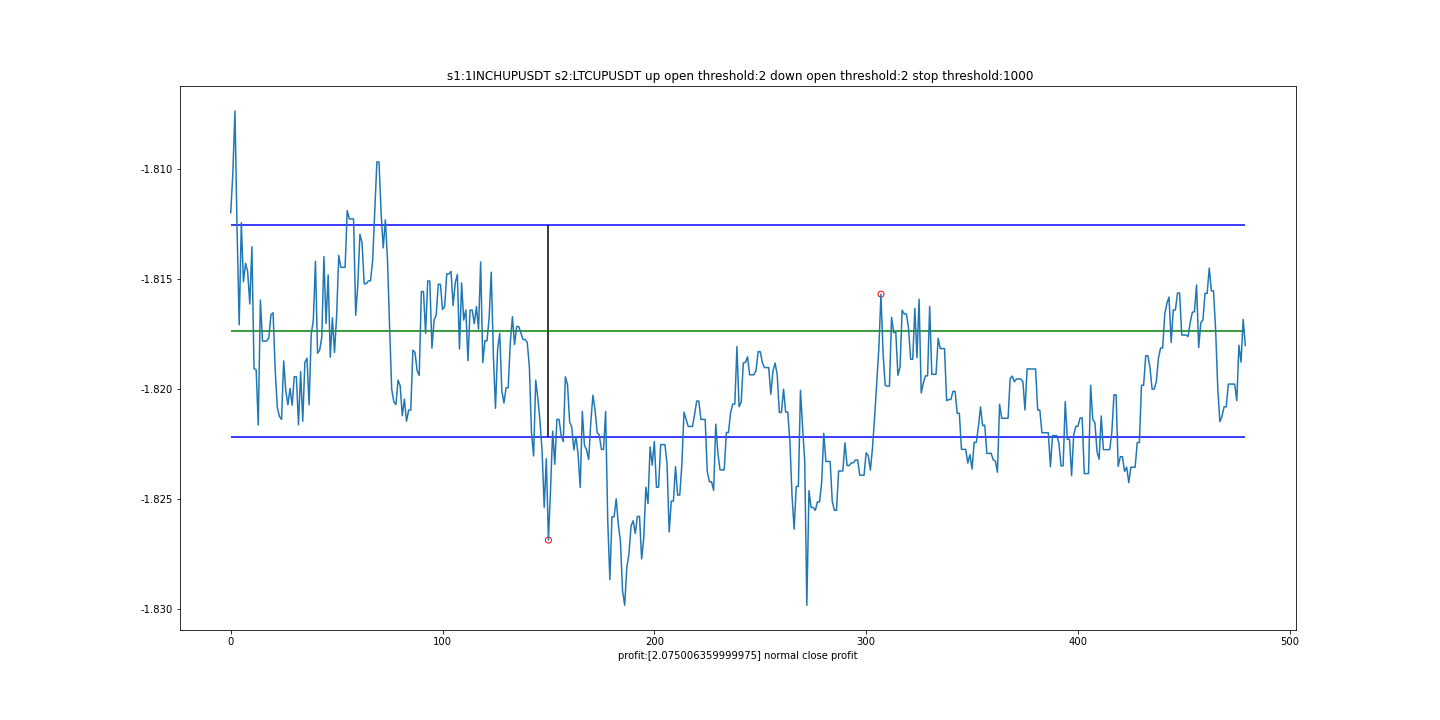 s1:1INCHUPUSDT s2:LTCUPUSDT up open threshold:2 down open threshold:2 stop threshold:1000
-1.810
-1.815
-1.820
-1.825
-1.830
0 100 200 300 400 500
profit:[2.075006359999975] normal close profit